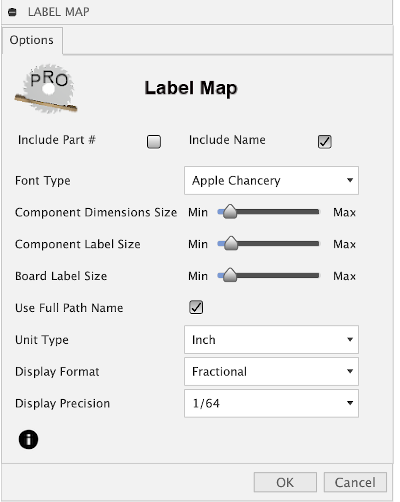 LABEL MAP
Options
PRO
Label Map
Include Part #
Include Name
Font Type
Apple Chancery
Component Dimensions Size
Min
Max
Component Label Size
Min
Max
Board Label Size
Min
Max
Use Full Path Name
Unit Type
Inch
Display Format
Fractional
Display Precision
1/64
OK
Cancel